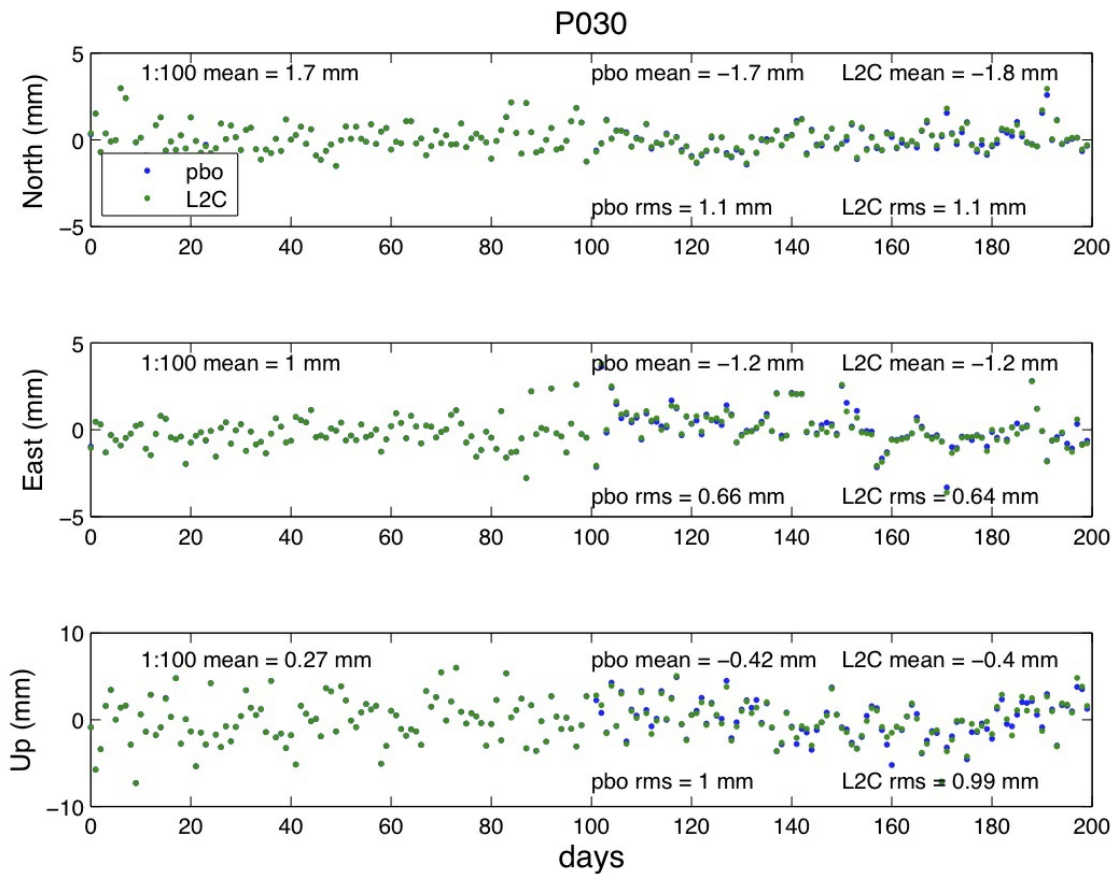 P030
5
0
−5
North (mm)
1:100 mean = 1.7 mm
pbo mean = −1.7 mm
L2C mean = −1.8 mm
pbo
L2C
pbo rms = 1.1 mm
L2C rms = 1.1 mm
0 20 40 60 80 100 120 140 160 180 200
5
0
−5
East (mm)
1:100 mean = 1 mm
pbo mean = −1.2 mm
L2C mean = −1.2 mm
pbo rms = 0.66 mm
L2C rms = 0.64 mm
0 20 40 60 80 100 120 140 160 180 200
10
5
0
−5
−10
Up (mm)
1:100 mean = 0.27 mm
pbo mean = −0.42 mm
L2C mean = −0.4 mm
pbo rms = 1 mm
L2C rms = 0.99 mm
0 20 40 60 80 100 120 140 160 180 200
days